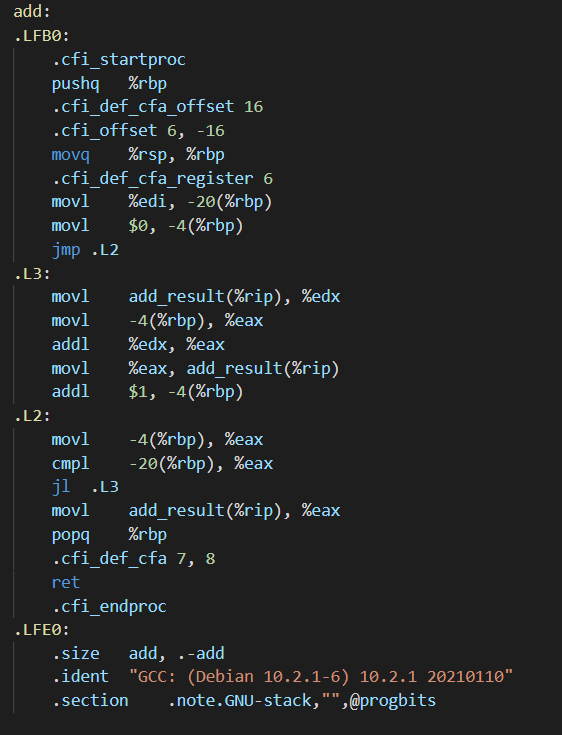 add:
.LFB0:
    .cfi_startproc
    pushq   %rbp
    .cfi_def_cfa_offset 16
    .cfi_offset 6, -16
    movq    %rsp, %rbp
    .cfi_def_cfa_register 6
    movl    %edi, -20(%rbp)
    movl    $0, -4(%rbp)
    jmp .L2
.L3:
    movl    add_result(%rip), %edx
    movl    -4(%rbp), %eax
    addl    %edx, %eax
    movl    %eax, add_result(%rip)
    addl    $1, -4(%rbp)
.L2:
    movl    -4(%rbp), %eax
    cmpl    -20(%rbp), %eax
    jl  .L3
    movl    add_result(%rip), %eax
    popq    %rbp
    .cfi_def_cfa 7, 8
    ret
    .cfi_endproc
.LFE0:
    .size   add, .-add
    .ident  "GCC: (Debian 10.2.1-6) 10.2.1 20210110"
    .section    .note.GNU-stack,"",@progbits